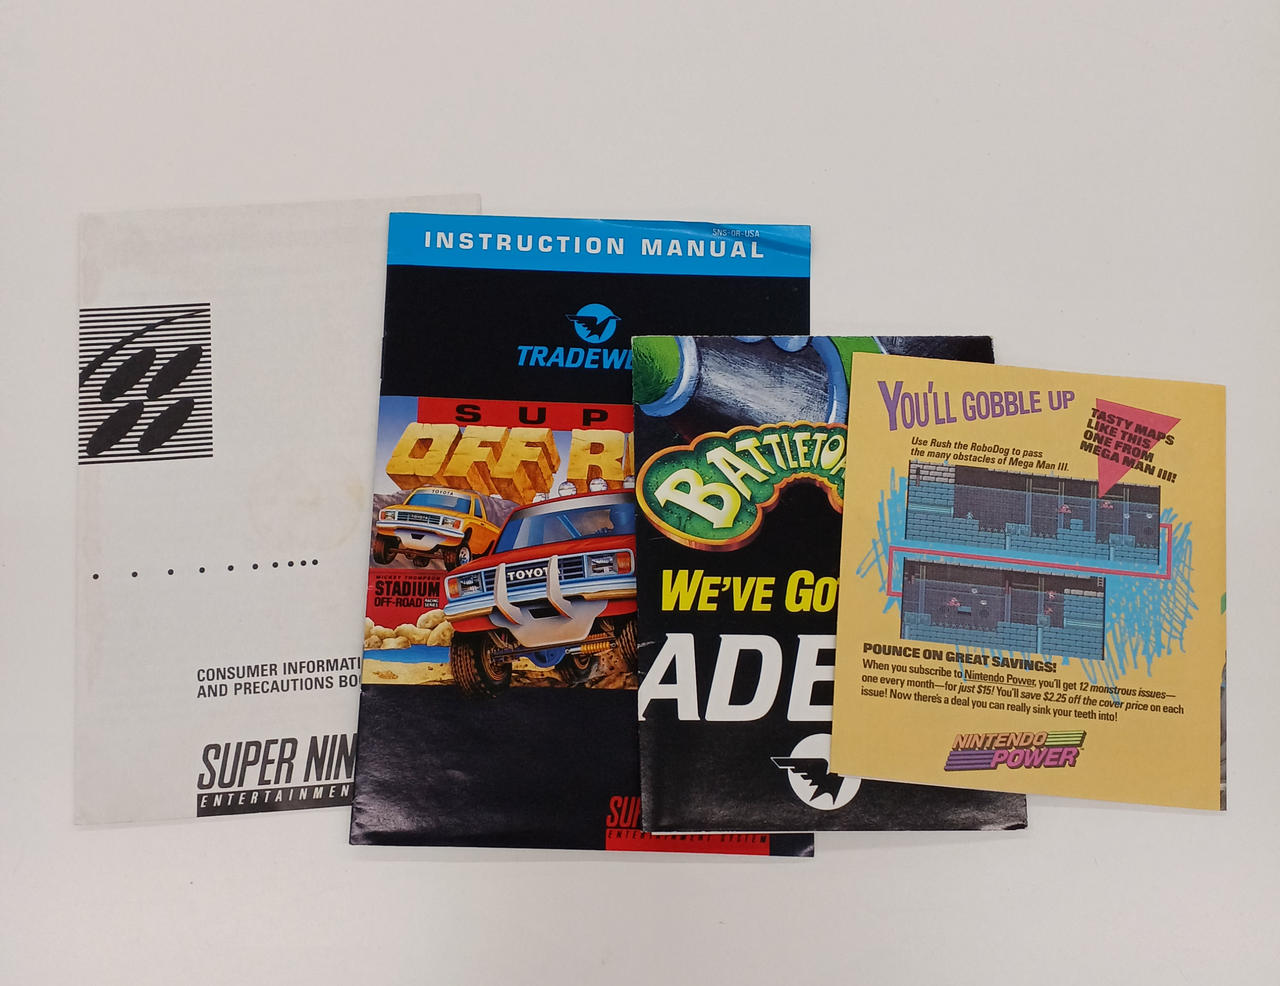 CONSUMER INFORMATI
AND PRECAUTIONS BO
SUPER NIN
ENTERTAINMEN
SNS-OR-USA
INSTRUCTION MANUAL
TRADEWE
SUP
OFF R
TOYOTA
TOYOTA
TOYOT
MICKEY THOMPSON
STADIUM
OFF-ROAD RACING SERIES
SU
ENTERTAINMENT SYSTEM
BATTLETOA
WE'VE GO
ADE
YOU'LL GOBBLE UP
TASTY MAPS
LIKE THIS
ONE FROM
MEGA MAN III!
Use Rush the RoboDog to pass
the many obstacles of Mega Man III.
POUNCE ON GREAT SAVINGS!
When you subscribe to Nintendo Power, you'll get 12 monstrous issues—
one every month—for just $15! You'll save $2.25 off the cover price on each
issue! Now there's a deal you can really sink your teeth into!
NINTENDO
POWER